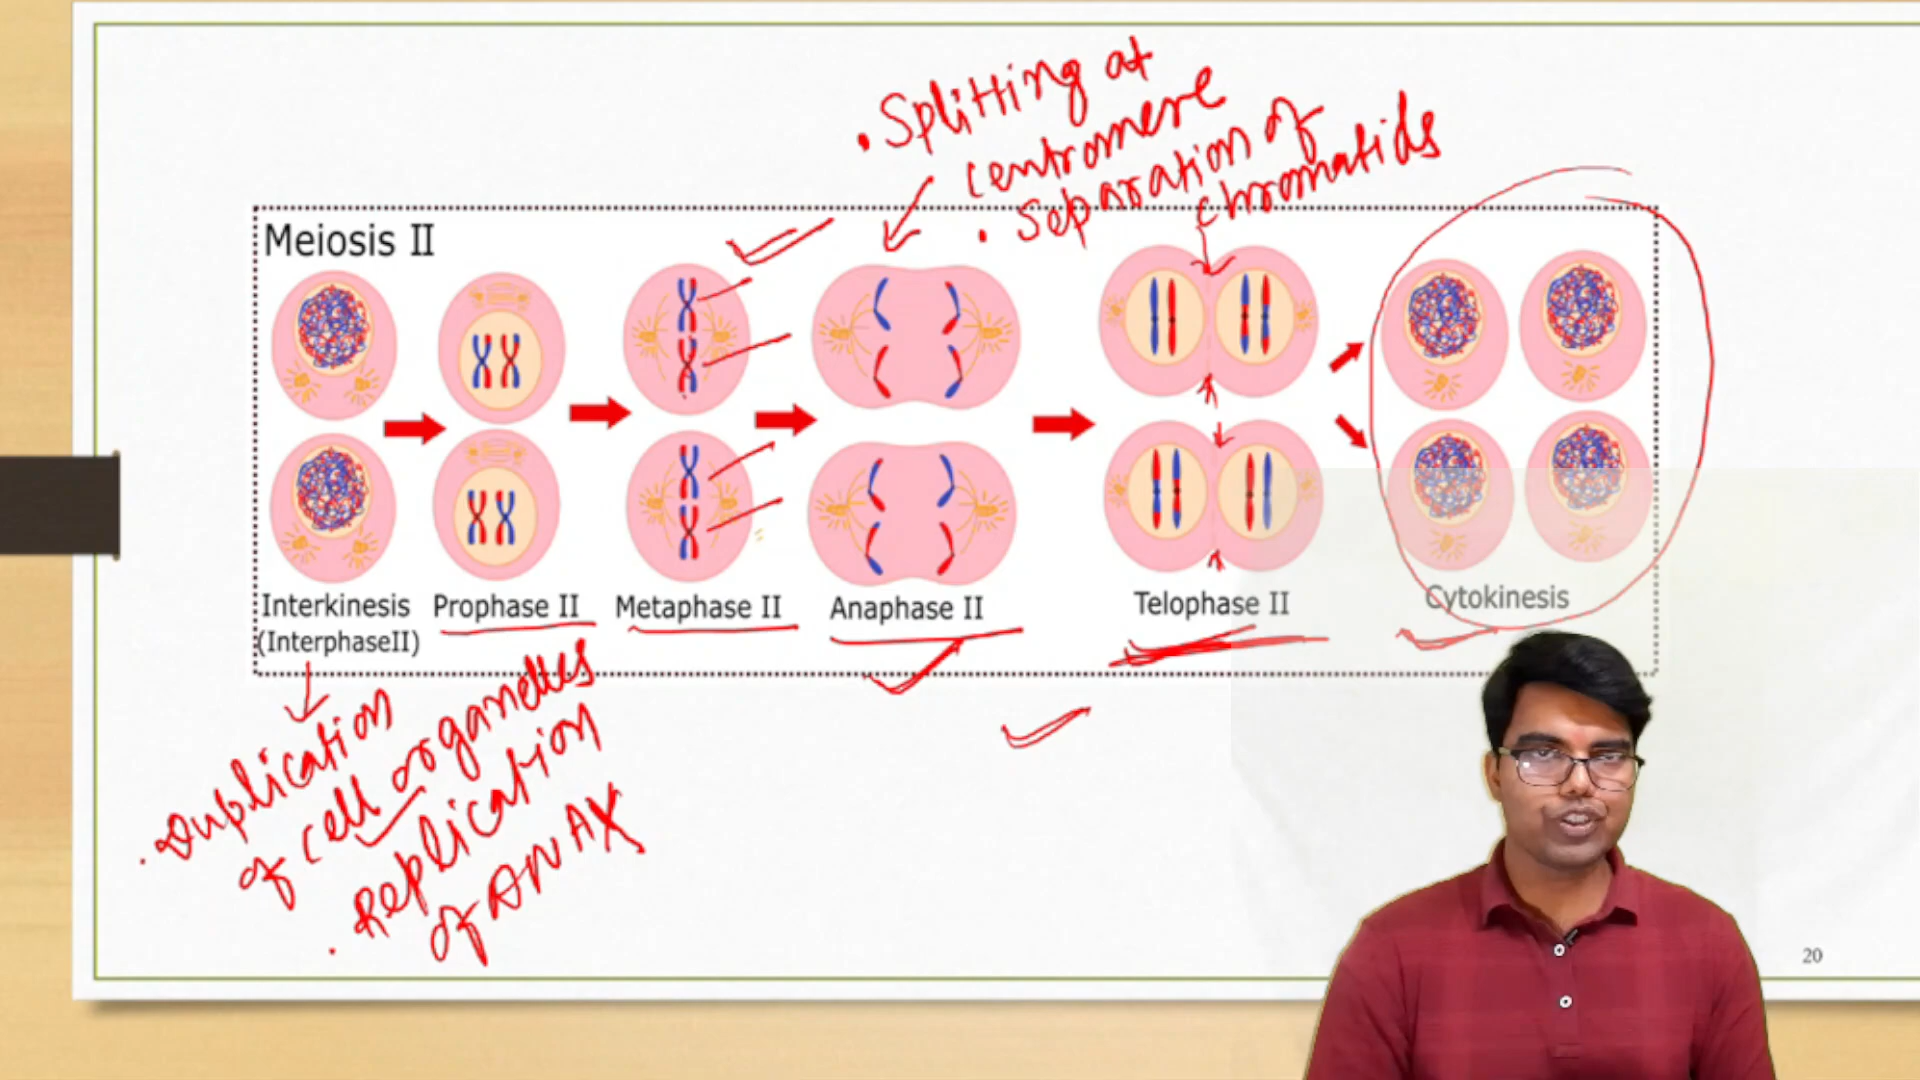 • Splitting at
centromere
• Separation of
chromatids
Meiosis II
Interkinesis
(InterphaseII)
Prophase II
Metaphase II
Anaphase II
Telophase II
Cytokinesis
• Duplication
of cell organelles
• Replication
of DNA X
20